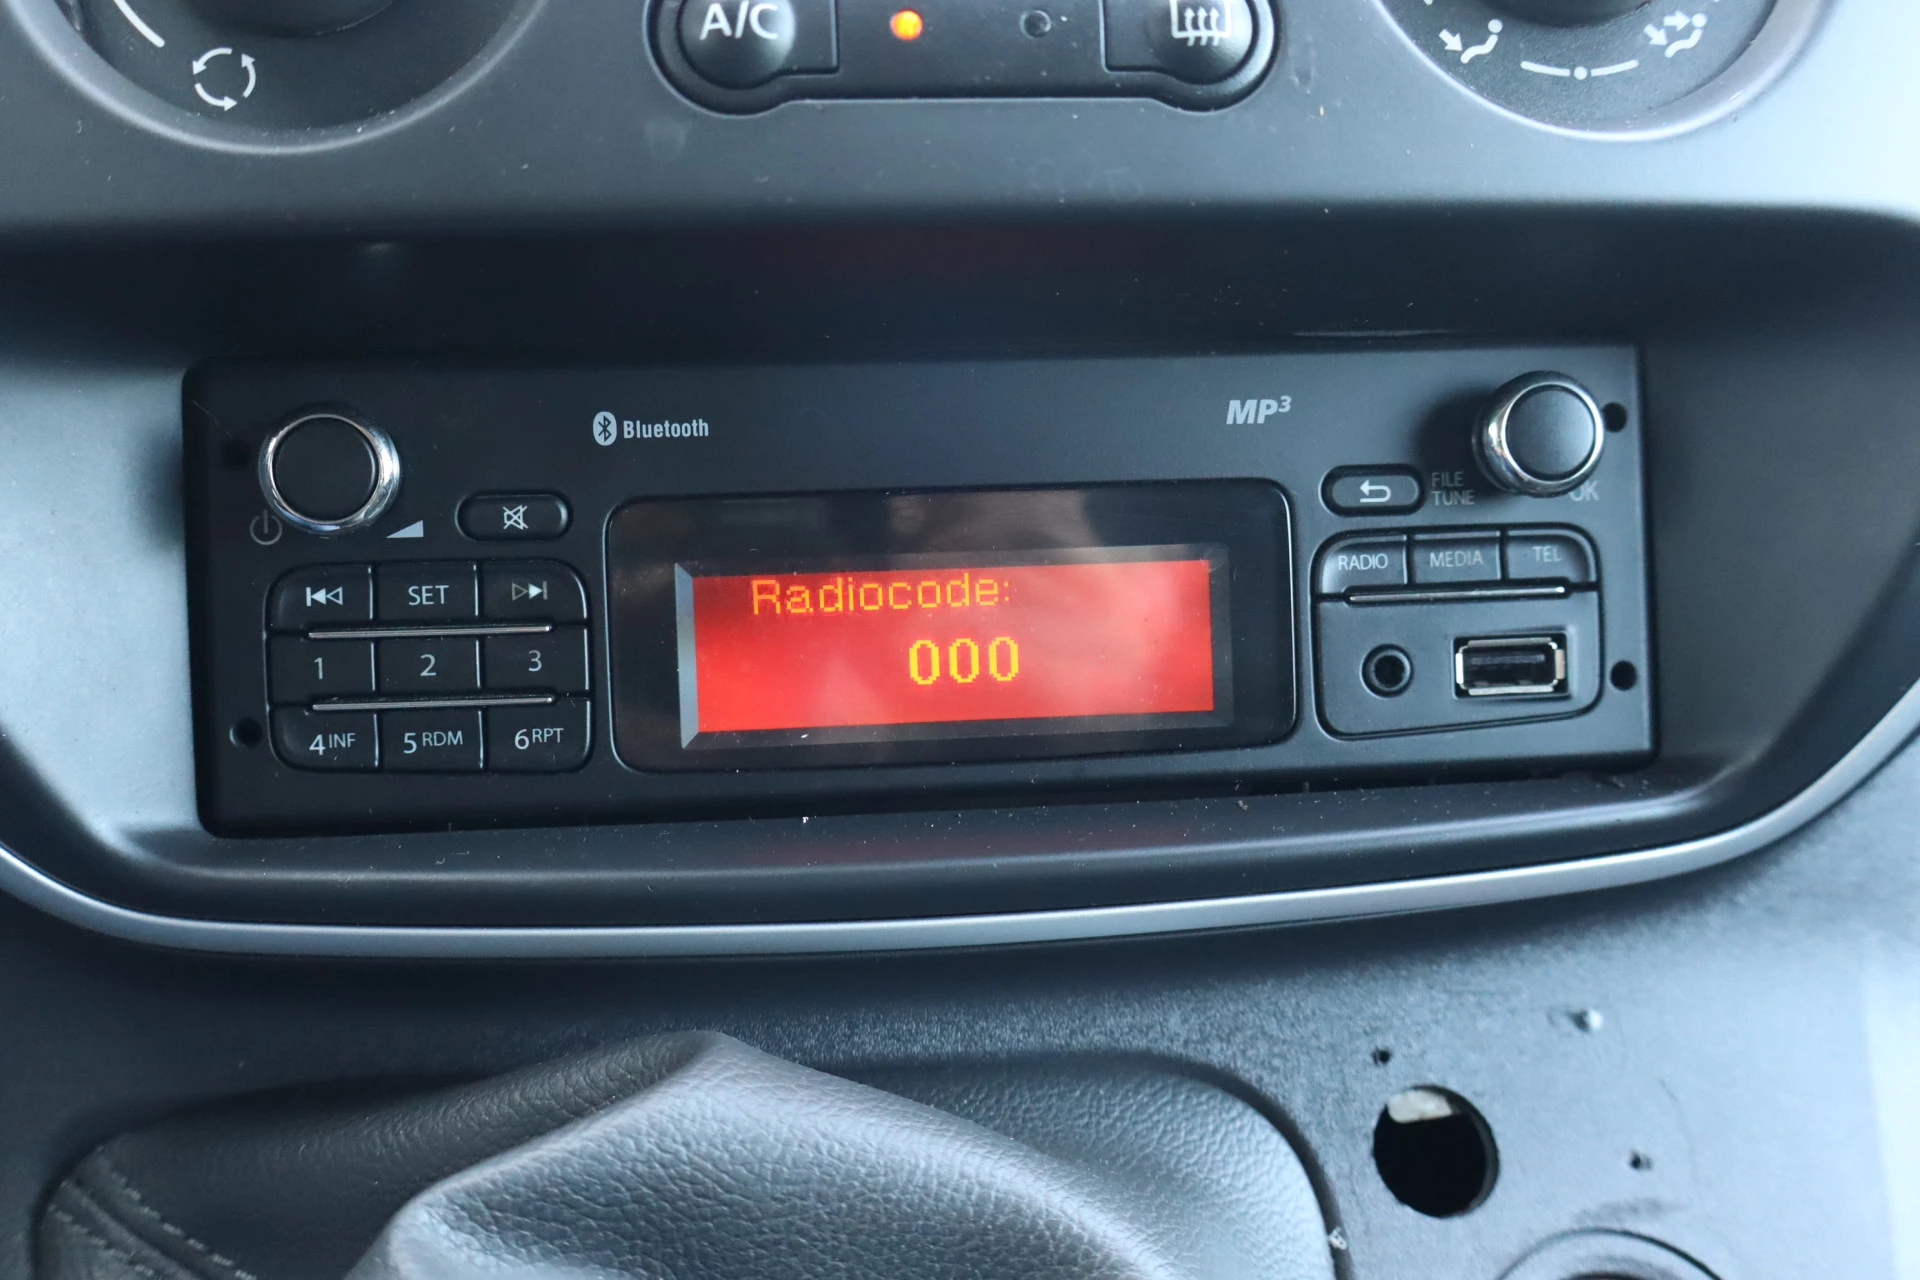 A/C
Bluetooth
MP3
FILE
TUNE
OK
SET
RADIO
MEDIA
TEL
Radiocode:
000
1
2
3
4 INF
5 RDM
6 RPT